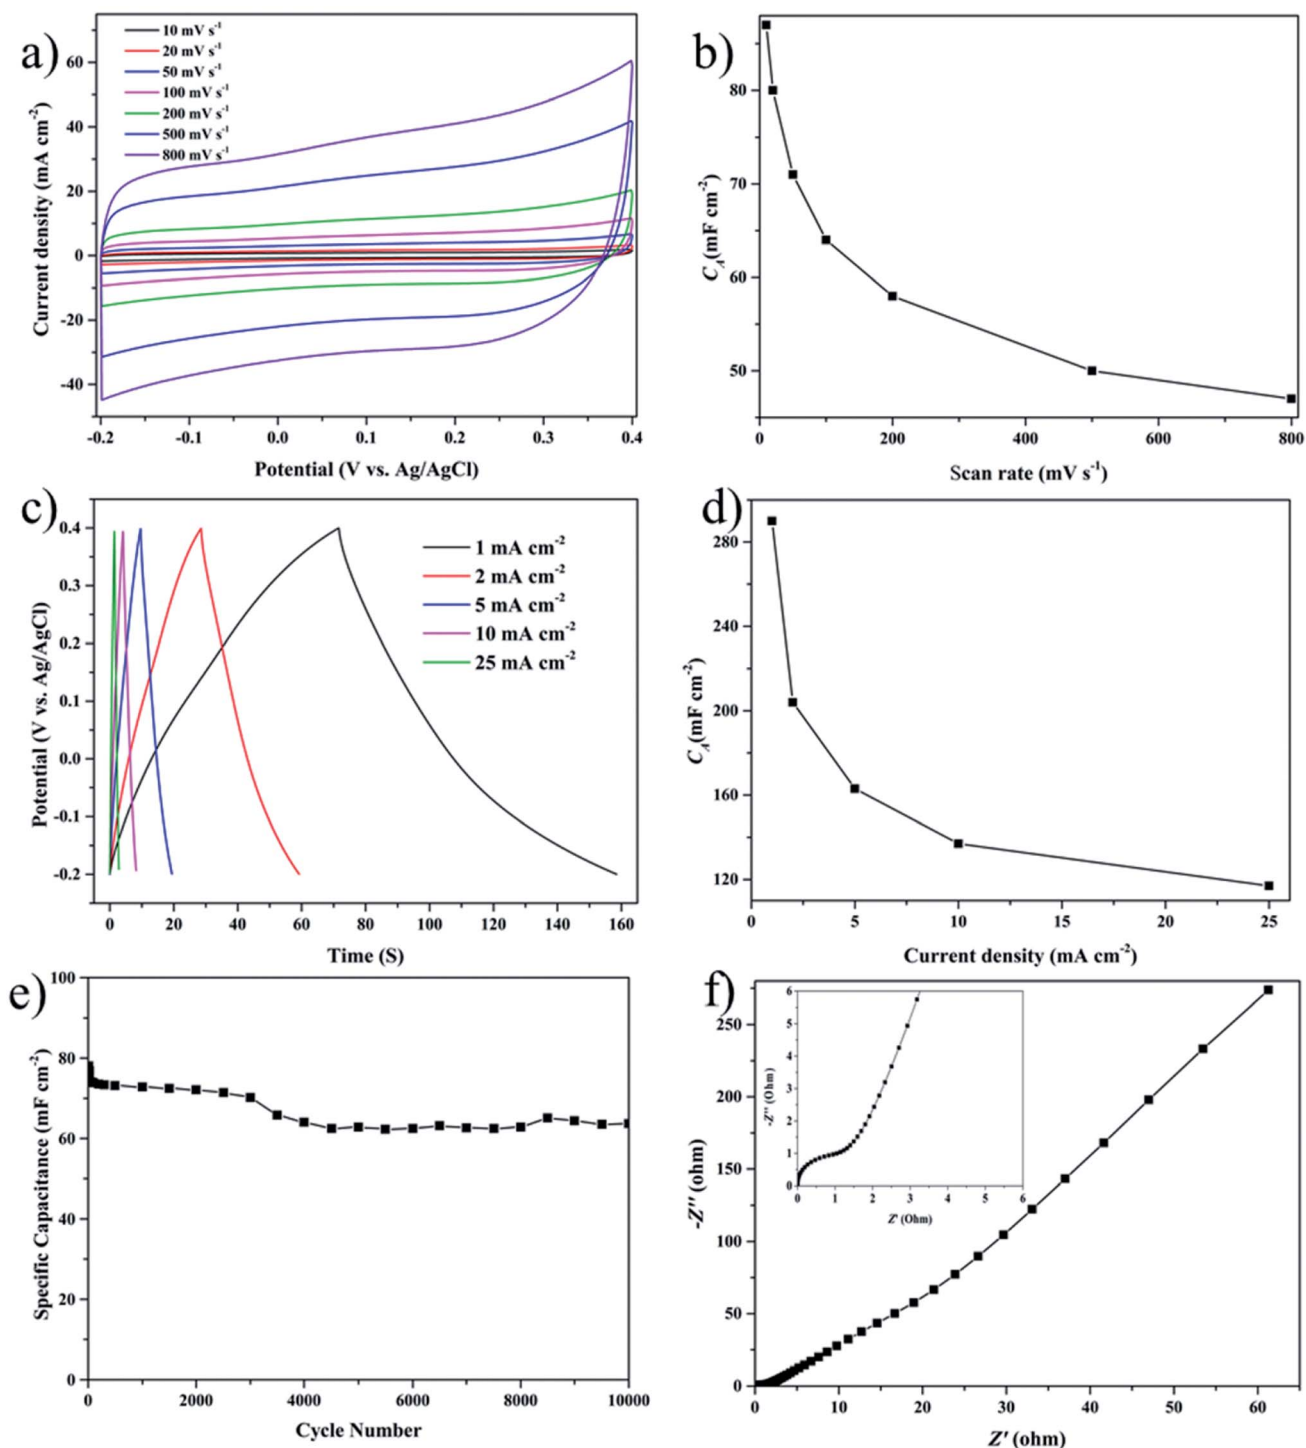 a)
10 mV s⁻¹
20 mV s⁻¹
50 mV s⁻¹
100 mV s⁻¹
200 mV s⁻¹
500 mV s⁻¹
800 mV s⁻¹
Current density (mA cm⁻²)
60
40
20
0
-20
-40
-0.2 -0.1 0.0 0.1 0.2 0.3 0.4
Potential (V vs. Ag/AgCl)
b)
C_A(mF cm⁻²)
80
70
60
50
0 200 400 600 800
Scan rate (mV s⁻¹)
c)
1 mA cm⁻²
2 mA cm⁻²
5 mA cm⁻²
10 mA cm⁻²
25 mA cm⁻²
Potential (V vs. Ag/AgCl)
0.4
0.3
0.2
0.1
0.0
-0.1
-0.2
0 20 40 60 80 100 120 140 160
Time (S)
d)
C_A(mF cm⁻²)
280
240
200
160
120
0 5 10 15 20 25
Current density (mA cm⁻²)
e)
Specific Capacitance (mF cm⁻²)
100
80
60
40
20
0
0 2000 4000 6000 8000 10000
Cycle Number
f)
-Z'' (ohm)
250
200
150
100
50
0
0 10 20 30 40 50 60
Z' (ohm)
-Z'' (Ohm)
6
5
4
3
2
1
0
0 1 2 3 4 5 6
Z' (Ohm)